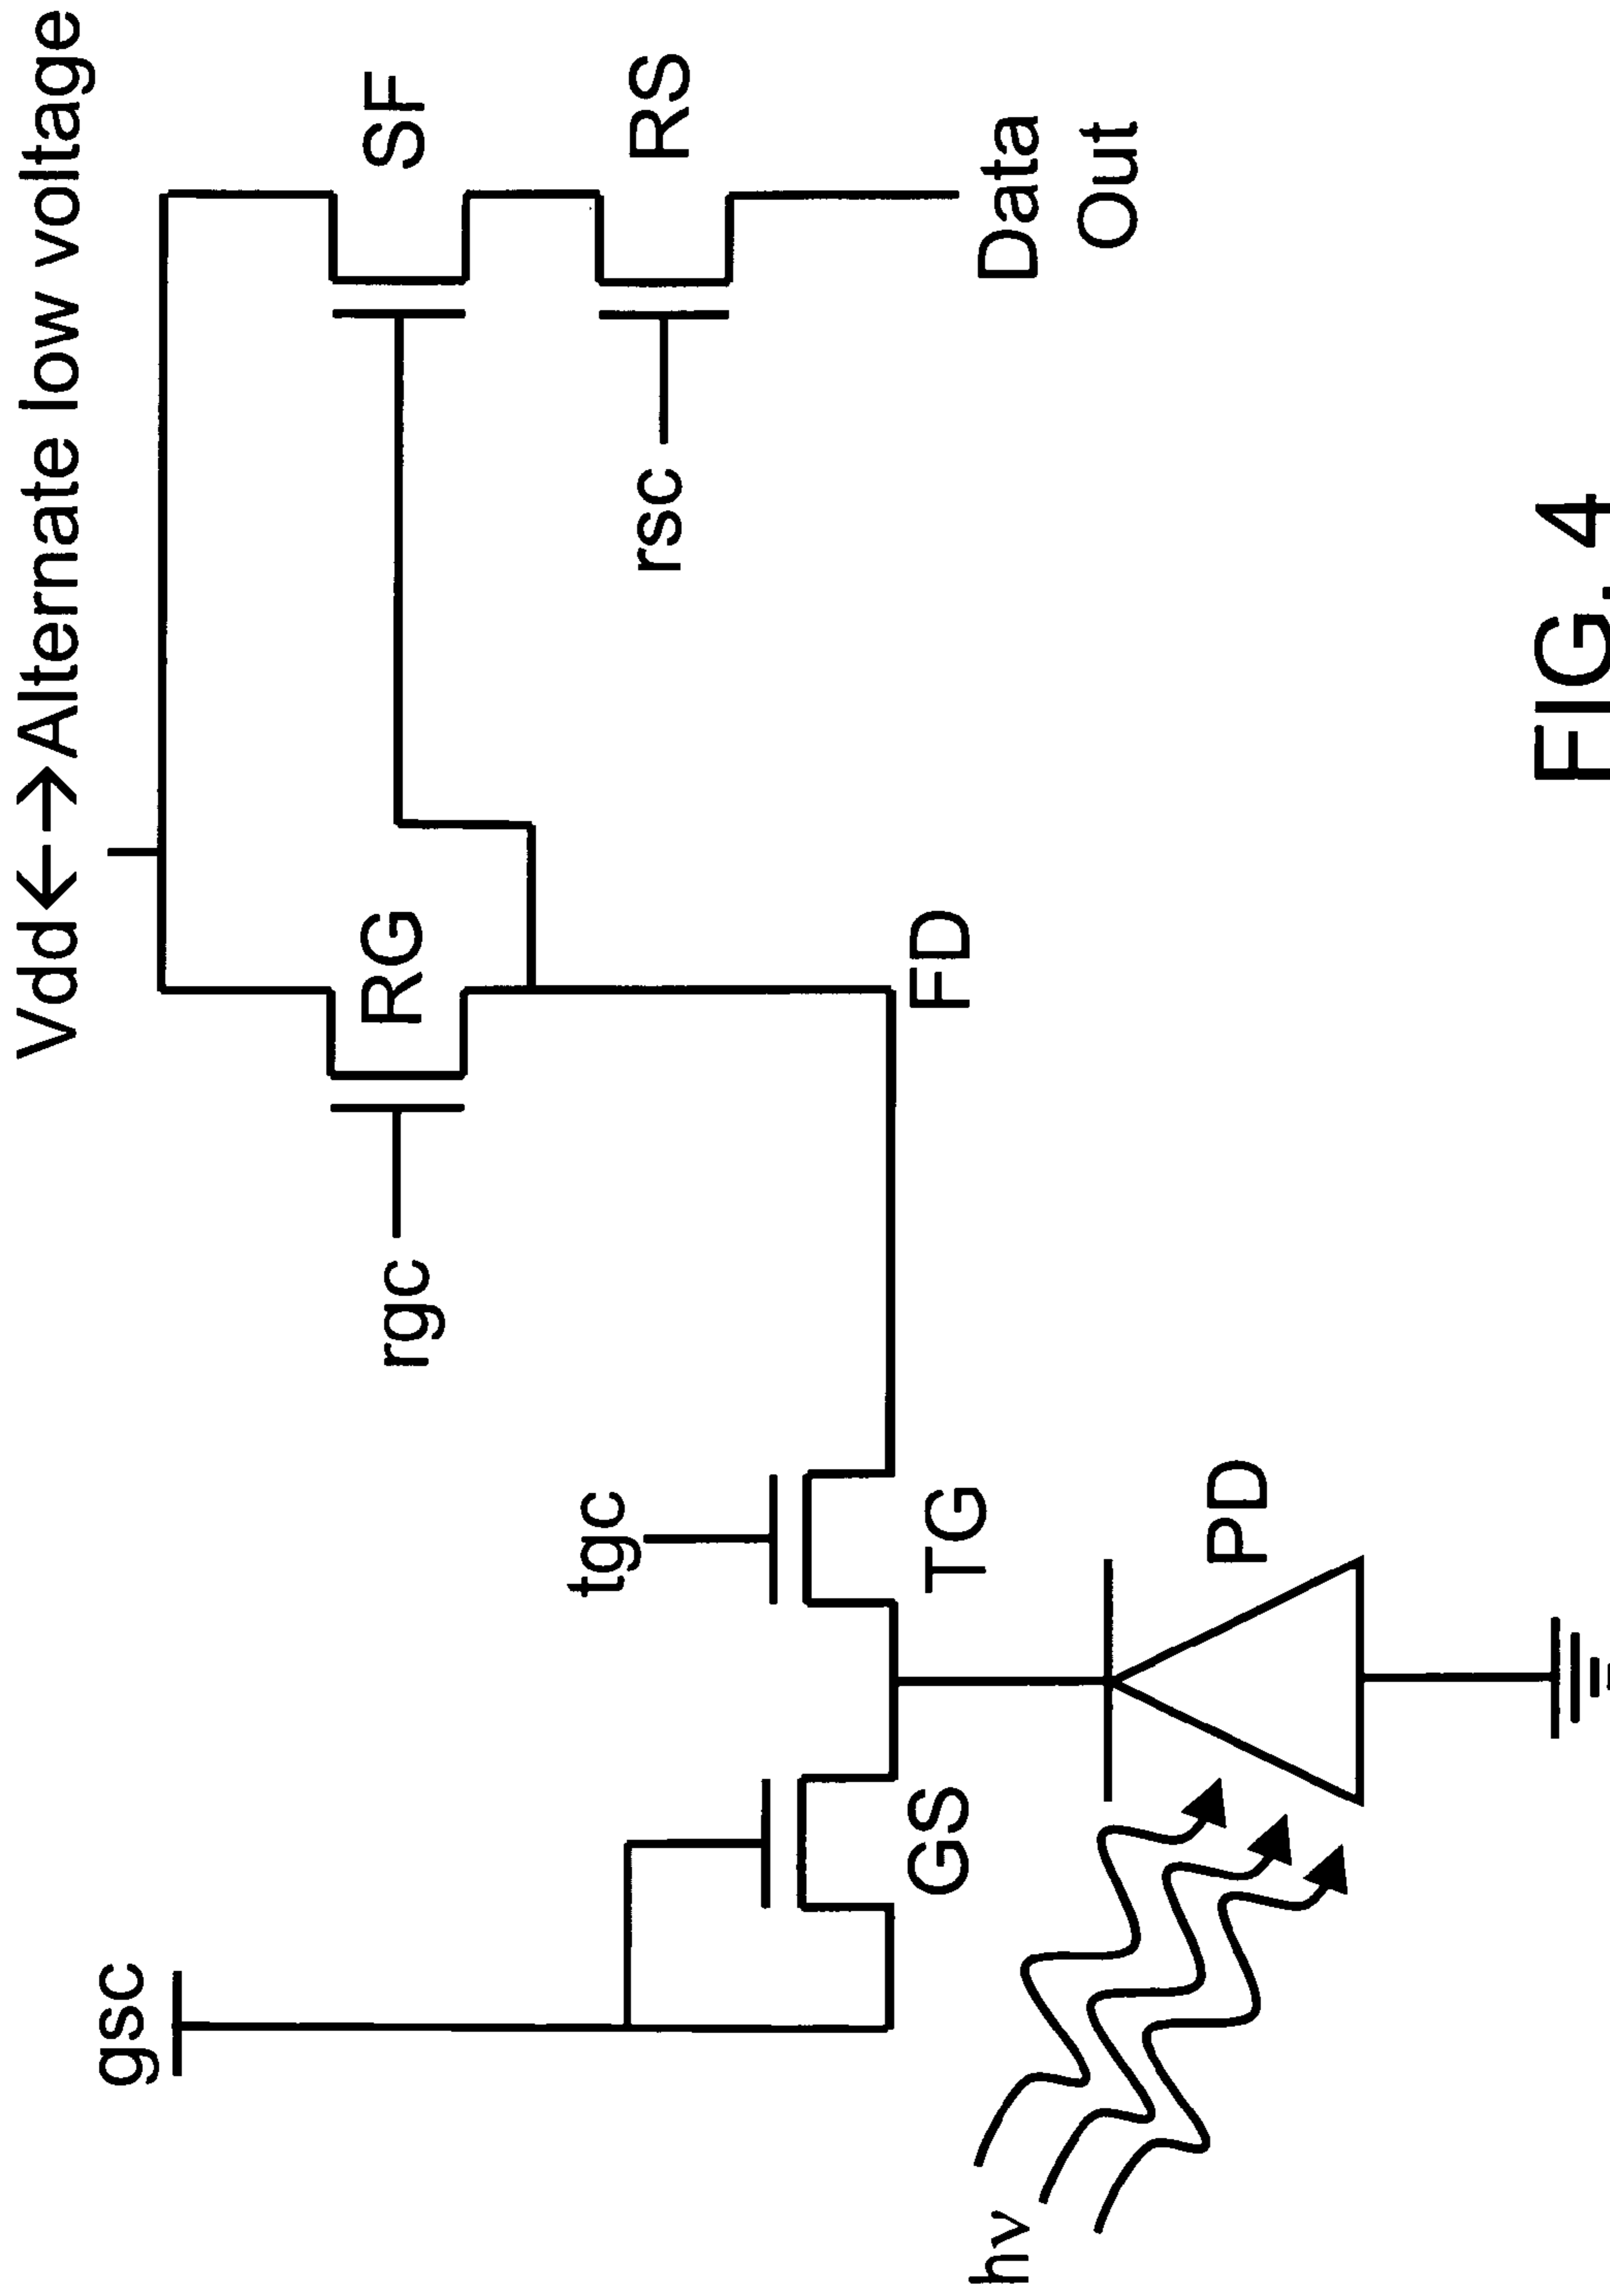 Vdd←→Alternate low voltage
gsc
rgc
RG
SF
tgc
rsc
RS
GS
TG
FD
Data
Out
hν
PD
FIG. 4